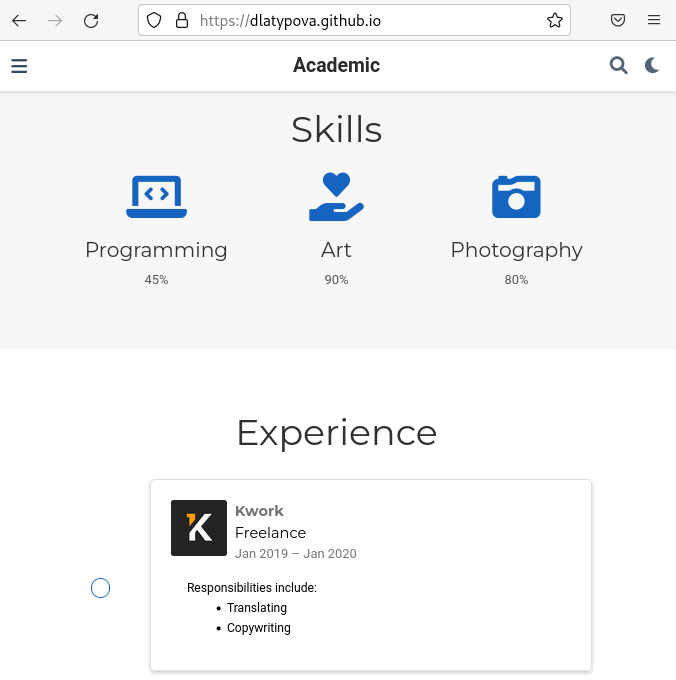 https://dlatypova.github.io
Academic
Skills
Programming
Art
Photography
45%
90%
80%
Experience
K
Kwork
Freelance
Jan 2019 – Jan 2020
Responsibilities include:
• Translating
• Copywriting